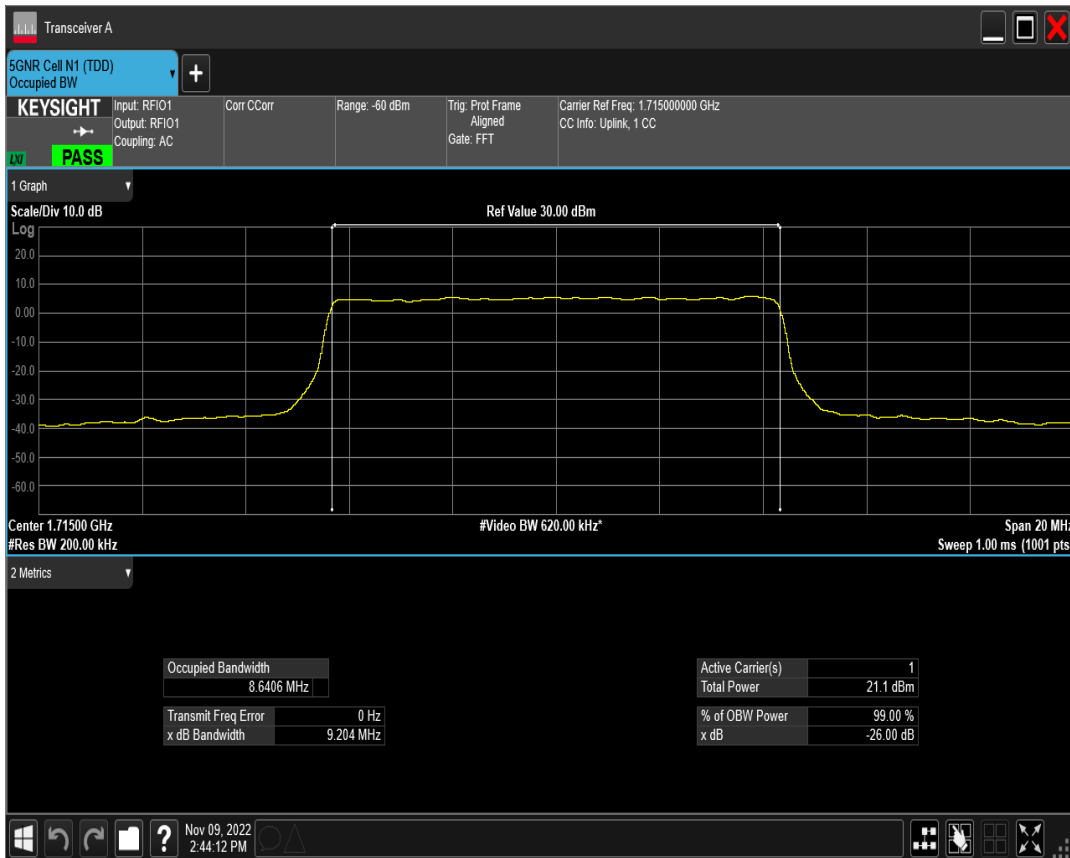 Transceiver A
5GNR Cell N1 (TDD)
Occupied BW
+
KEYSIGHT
LXI
PASS
Input: RFIO1
Output: RFIO1
Coupling: AC
Corr CCorr
Range: -60 dBm
Trig: Prot Frame
Aligned
Gate: FFT
Carrier Ref Freq: 1.715000000 GHz
CC Info: Uplink, 1 CC
1 Graph
Scale/Div 10.0 dB
Ref Value 30.00 dBm
Log
20.0
10.0
0.00
-10.0
-20.0
-30.0
-40.0
-50.0
-60.0
Center 1.71500 GHz
#Video BW 620.00 kHz*
Span 20 MHz
#Res BW 200.00 kHz
Sweep 1.00 ms (1001 pts
2 Metrics
Occupied Bandwidth
8.6406 MHz
Transmit Freq Error 0 Hz
x dB Bandwidth 9.204 MHz
Active Carrier(s) 1
Total Power 21.1 dBm
% of OBW Power 99.00 %
x dB -26.00 dB
?
Nov 09, 2022
2:44:12 PM